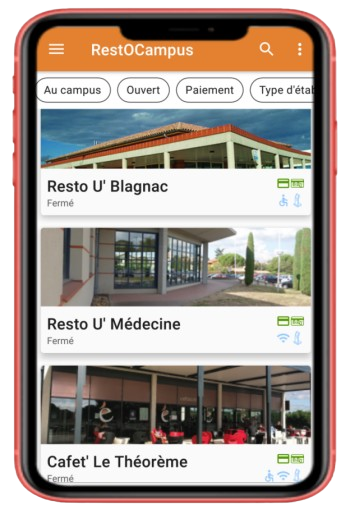 RestOCampus
Au campus Ouvert Paiement Type d'étab
Resto U' Blagnac
Fermé
Resto U' Médecine
Fermé
Cafet' Le Théorème
Fermé